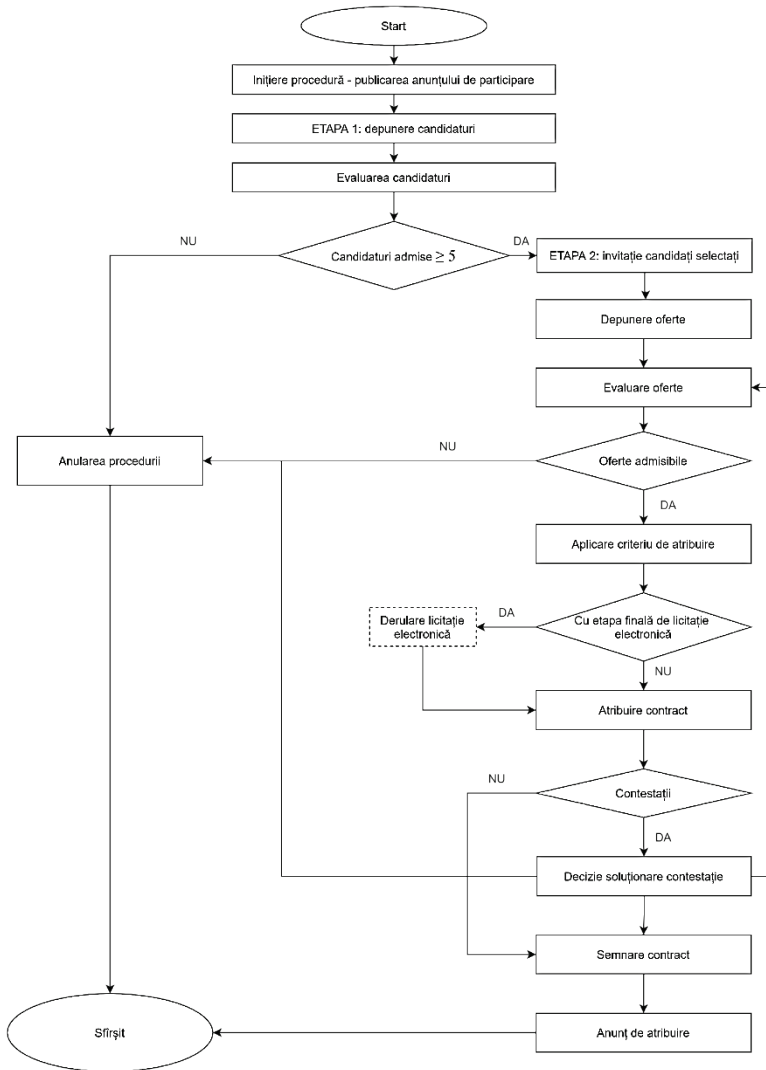 Start
Inițiere procedură - publicarea anunțului de participare
ETAPA 1: depunere candidaturi
Evaluarea candidaturi
NU
Candidaturi admise ≥ 5
DA
ETAPA 2: invitație candidați selectați
Depunere oferte
Evaluare oferte
Anularea procedurii
NU
Oferte admisibile
DA
Aplicare criteriu de atribuire
Derulare licitație
electronică
DA
Cu etapa finală de licitație
electronică
NU
Atribuire contract
NU
Contestații
DA
Decizie soluționare contestație
Semnare contract
Sfîrșit
Anunț de atribuire